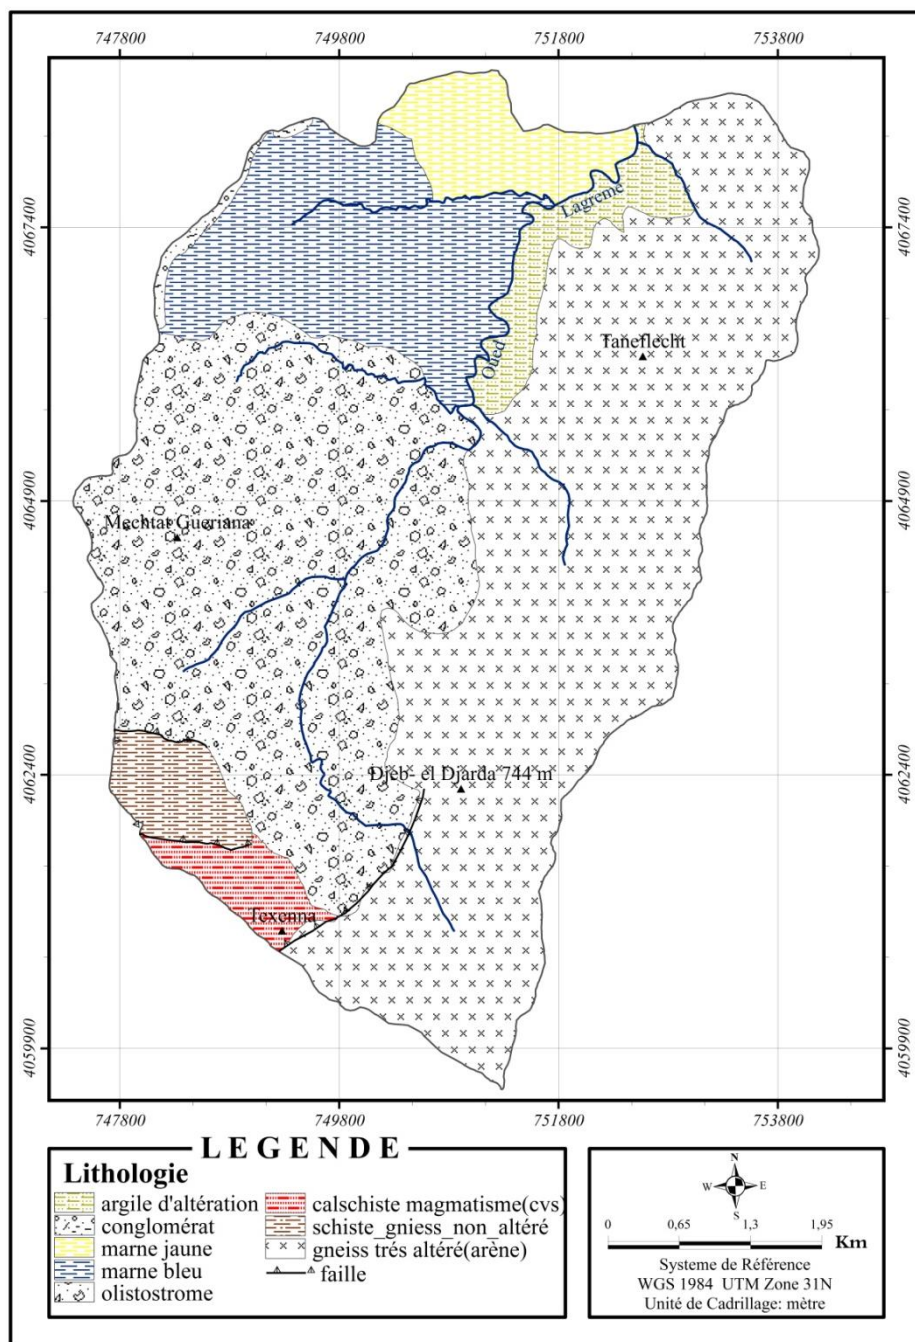 747800 749800 751800 753800
4067400 4067400
Lagreme
Oued
Taneflecht
4064900 4064900
Mechtat Gueriana
4062400 4062400
Djeb- el Djarda 744 m
Texenna
4059900 4059900
747800 749800 751800 753800
L E G E N D E
Lithologie
argile d'altération
conglomérat
marne jaune
marne bleu
olistostrome
calschiste magmatisme(cvs)
schiste_gniess_non_altéré
gneiss trés altéré(arène)
faille
N
W E
S
0 0,65 1,3 1,95
Km
Systeme de Référence
WGS 1984 UTM Zone 31N
Unité de Cadrillage: mètre